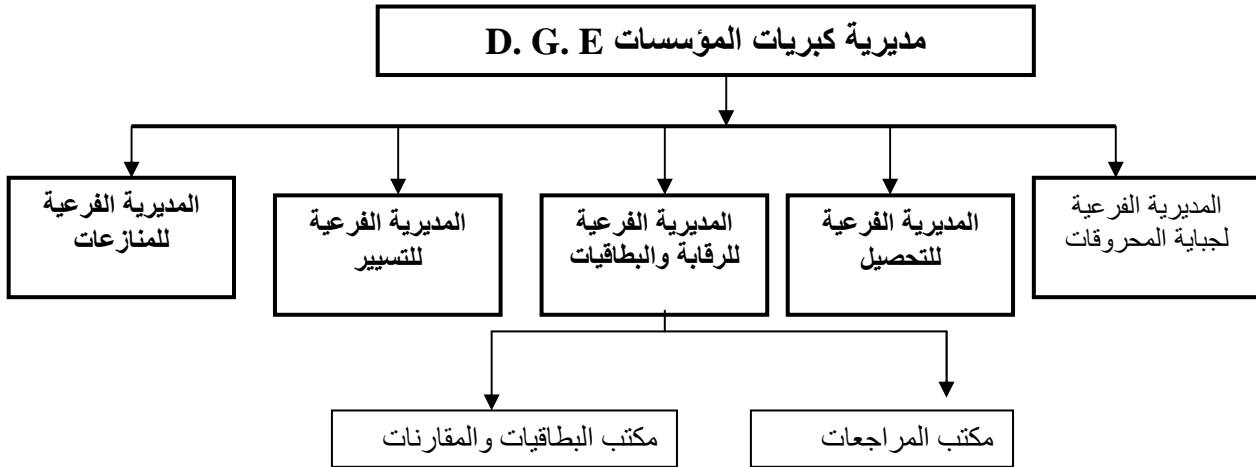 مديرية كبريات المؤسسات D. G. E
المديرية الفرعية
لجباية المحروقات
المديرية الفرعية
للتحصيل
المديرية الفرعية
للرقابة والبطاقيات
المديرية الفرعية
للتسيير
المديرية الفرعية
للمنازعات
مكتب المراجعات
مكتب البطاقيات والمقارنات